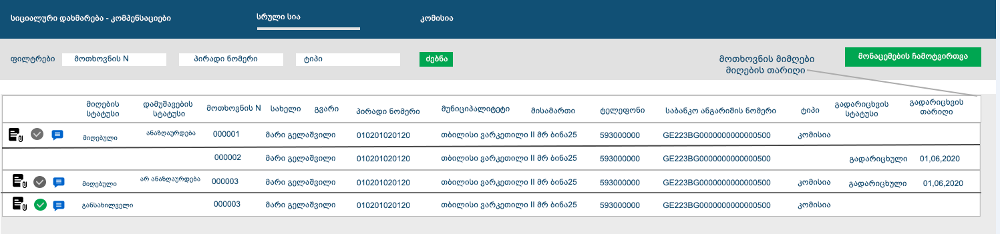 სიციალური დახმარება - კომპენსაციები სრული სია კომისია
ფილტრები მოთხოვნის N პირადი ნომერი ტიპი ძებნა მოთხოვნის მიმღები მონაცემების ჩამოტვირთვა
მიღების თარიღი
მიღების სტატუსი დამუშავების სტატუსი მოთხოვნის N სახელი გვარი პირადი ნომერი მუნიციპალიტეტი მისამართი ტელეფონი საბანკო ანგარიშის ნომერი ტიპი გადარიცხვის სტატუსი გადარიცხვის თარიღი
მიღებული ანაზღაურდება 000001 მარი გელაშვილი 010201020120 თბილისი ვარკეთილი II მრ ბინა25 593000000 GE223BG0000000000000500 კომისია
000002 მარი გელაშვილი 010201020120 თბილისი ვარკეთილი II მრ ბინა25 593000000 GE223BG0000000000000500 გადარიცხული 01,06,2020
მიღებული არ ანაზღაურდება 000003 მარი გელაშვილი 010201020120 თბილისი ვარკეთილი II მრ ბინა25 593000000 GE223BG0000000000000500 კომისია გადარიცხული 01,06,2020
განსახილველი 000003 მარი გელაშვილი 010201020120 თბილისი ვარკეთილი II მრ ბინა25 593000000 GE223BG0000000000000500 კომისია